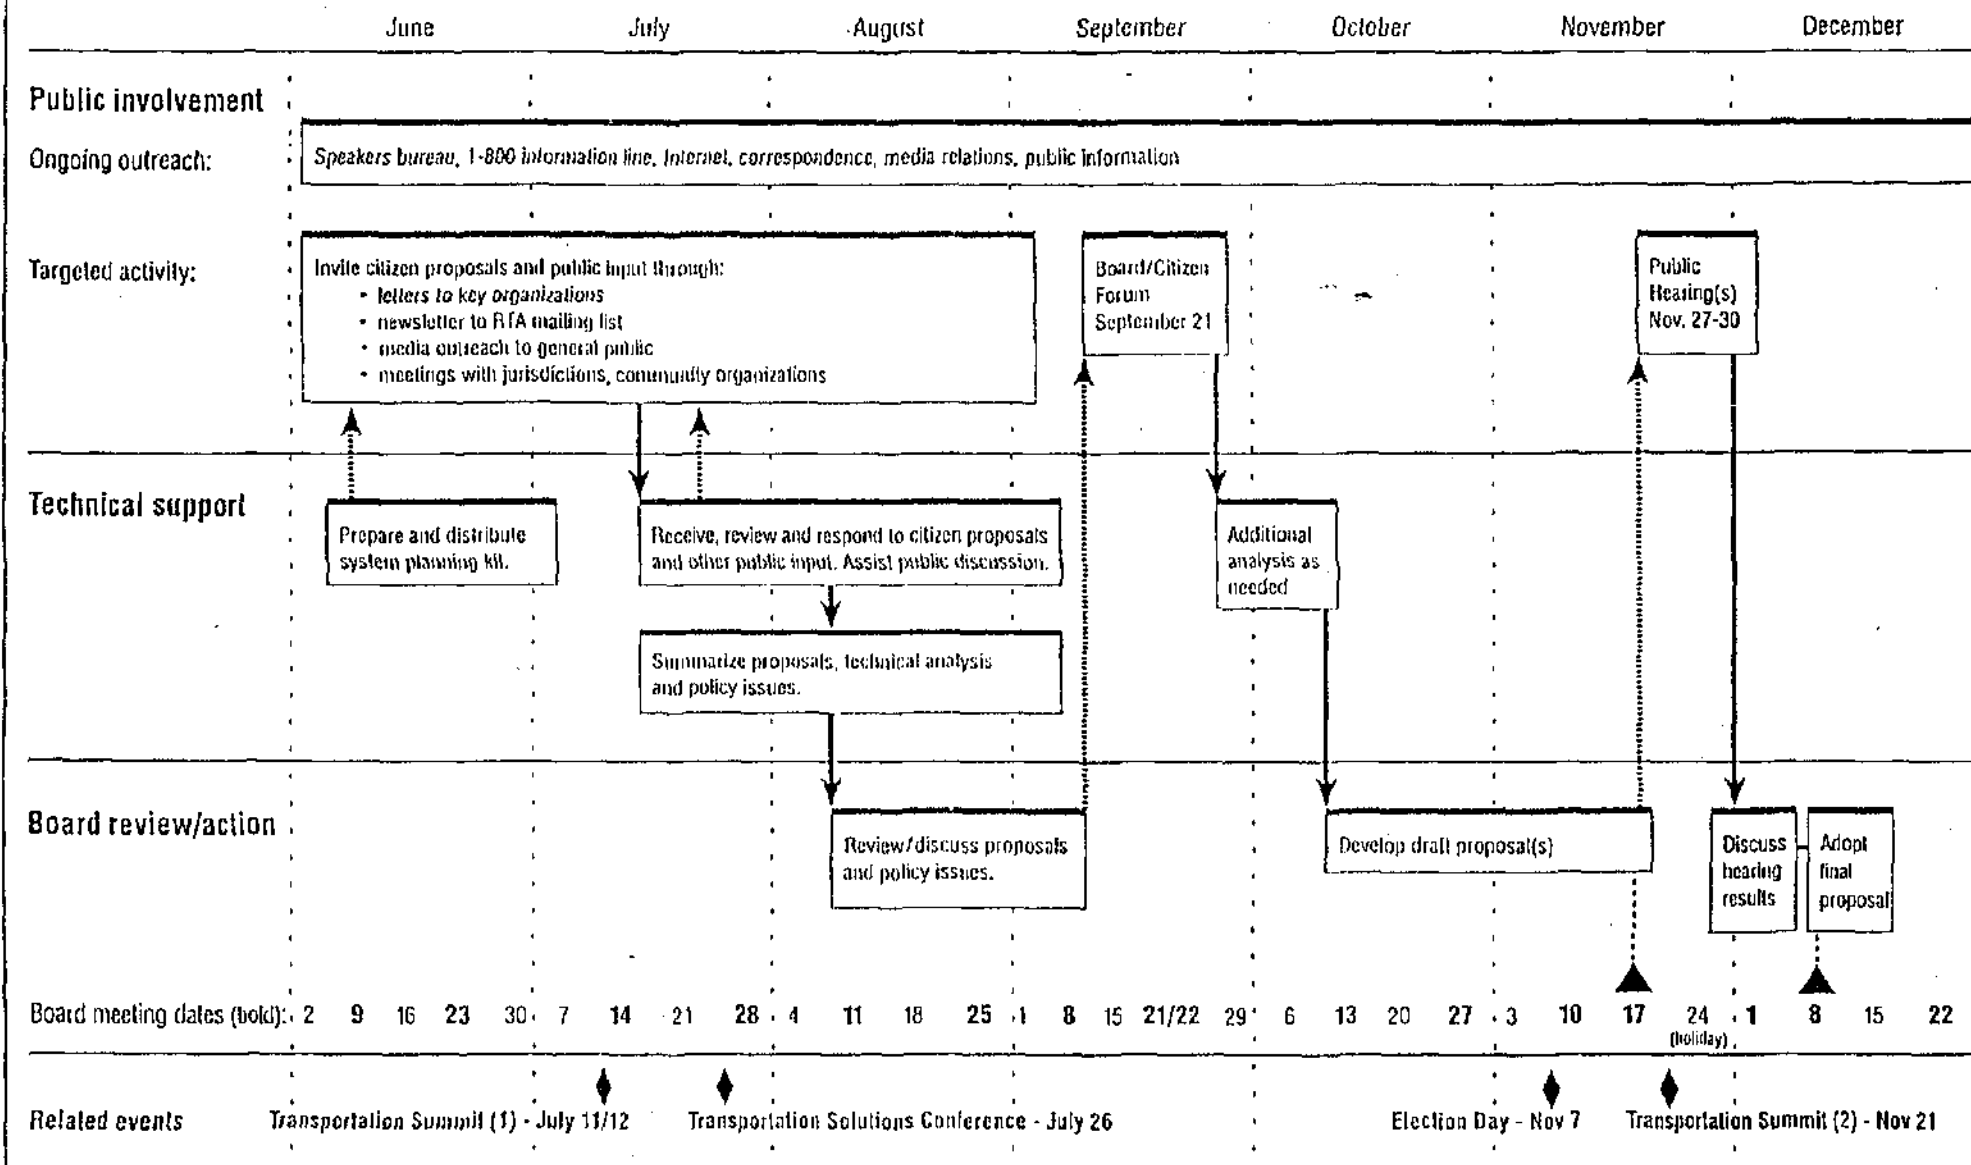 June July August September October November December
Public involvement
Ongoing outreach:
Speakers bureau, 1-800 information line, Internet, correspondence, media relations, public information
Targeted activity:
Invite citizen proposals and public input through:
• letters to key organizations
• newsletter to RTA mailing list
• media outreach to general public
• meetings with jurisdictions, community organizations
Board/Citizen
Forum
September 21
Public
Hearing(s)
Nov. 27-30
Technical support
Prepare and distribute
system planning kit.
Receive, review and respond to citizen proposals
and other public input. Assist public discussion.
Additional
analysis as
needed
Summarize proposals, technical analysis
and policy issues.
Board review/action
Review/discuss proposals
and policy issues.
Develop draft proposal(s)
Discuss
hearing
results
Adopt
final
proposal
Board meeting dates (bold): 2 9 16 23 30 7 14 21 28 4 11 18 25 1 8 15 21/22 29 6 13 20 27 3 10 17 24 1 8 15 22
(holiday)
Related events
Transportation Summit (1) - July 11/12
Transportation Solutions Conference - July 26
Election Day - Nov 7
Transportation Summit (2) - Nov 21